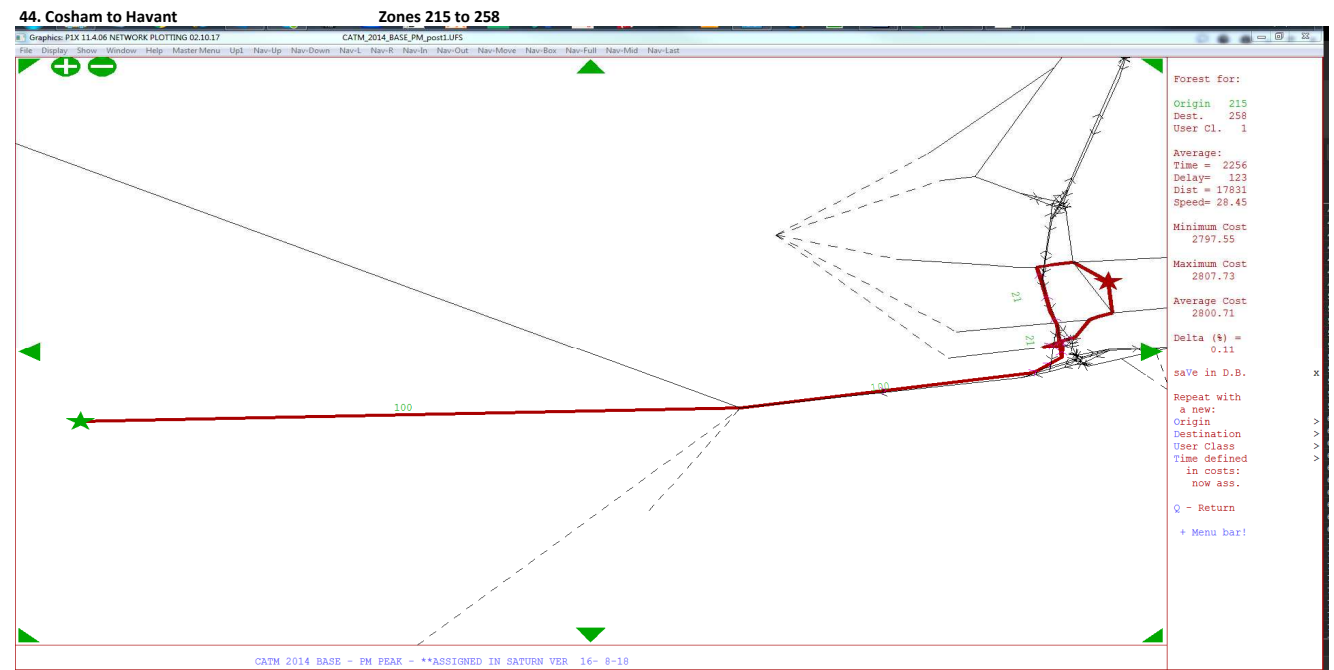 44. Cosham to Havant Zones 215 to 258
Graphics: P1X 11.4.06 NETWORK PLOTTING 02.10.17 CATM_2014_BASE_PM_post1.UFS
File Display Show Window Help Master Menu Up1 Nav-Up Nav-Down Nav-L Nav-R Nav-In Nav-Out Nav-Move Nav-Box Nav-Full Nav-Mid Nav-Last
Forest for:
Origin 215
Dest. 258
User Cl. 1
Average:
Time = 2256
Delay= 123
Dist = 17831
Speed= 28.45
Minimum Cost
2797.55
Maximum Cost
2807.73
Average Cost
2800.71
Delta (%) =
0.11
saVe in D.B. x
Repeat with
a new:
Origin >
Destination >
User Class >
Time defined >
in costs:
now ass.
Q - Return
+ Menu bar!
21
21
100
100
CATM 2014 BASE - PM PEAK - **ASSIGNED IN SATURN VER 16- 8-18